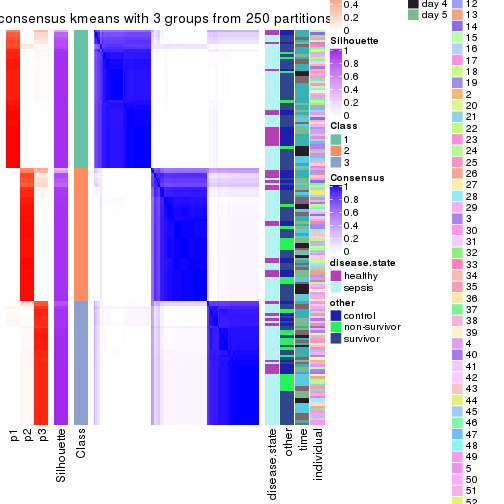 consensus kmeans with 3 groups from 250 partitions
0.4
0.2
0
Silhouette
1
0.8
0.6
0.4
0.2
0
Class
1
2
3
Consensus
1
0.8
0.6
0.4
0.2
0
disease.state
healthy
sepsis
other
control
non-survivor
survivor
day 4
day 5
12
13
14
15
16
17
18
19
2
20
21
22
23
24
25
26
27
28
29
3
30
31
32
33
34
35
36
37
38
39
4
40
41
42
43
44
45
46
47
48
49
5
50
51
52
p1
p2
p3
Silhouette
Class
disease.state
other
time
individual